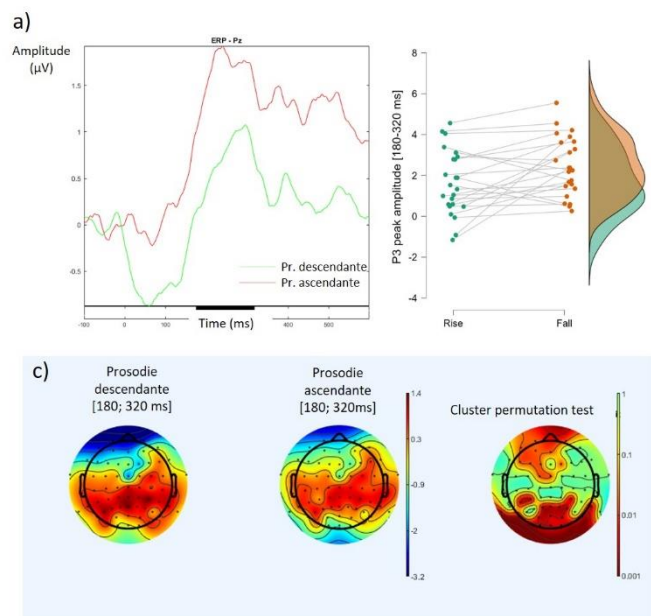 a)
ERP - Pz
Amplitude
(µV)
1.5
1
0.5
0
-0.5
Pr. descendante
Pr. ascendante
-100
0
100
Time (ms)
400
500
8
6
4
2
0
-2
-4
P3 peak amplitude [180-320 ms]
Rise
Fall
c)
Prosodie
descendante
[180; 320 ms]
Prosodie
ascendante
[180; 320ms]
Cluster permutation test
1.4
0.3
-0.9
-2
-3.2
1
0.1
0.01
0.001